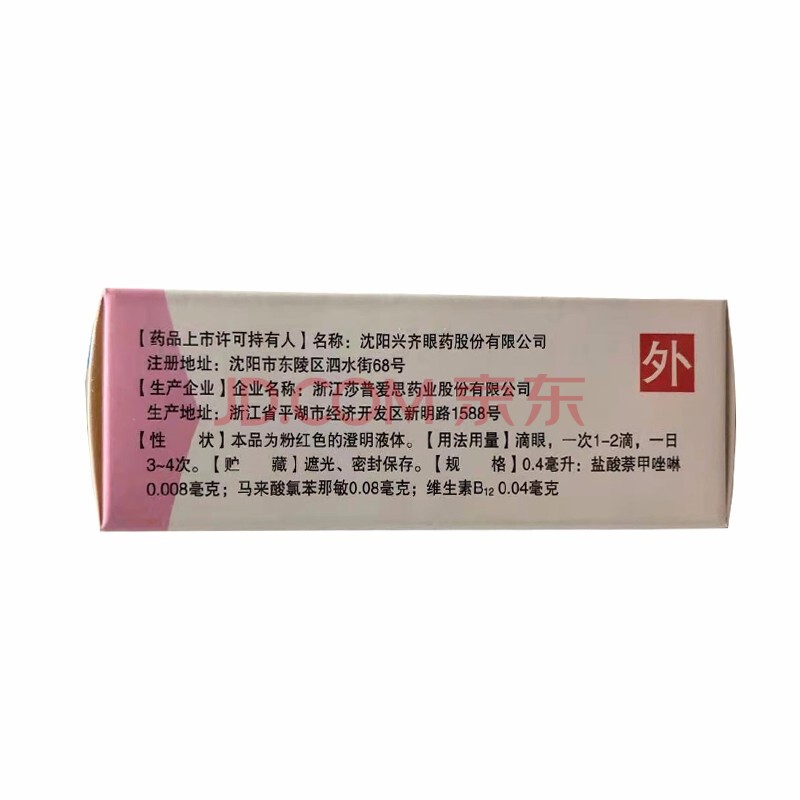 【药品上市许可持有人】名称：沈阳兴齐眼药股份有限公司
注册地址：沈阳市东陵区泗水街68号
【生产企业】企业名称：浙江莎普爱思药业股份有限公司
生产地址：浙江省平湖市经济开发区新明路1588号
【性　　状】本品为粉红色的澄明液体。【用法用量】滴眼，一次1-2滴，一日
3~4次。【贮　　藏】遮光、密封保存。【规　　格】0.4毫升：盐酸萘甲唑啉
0.008毫克；马来酸氯苯那敏0.08毫克；维生素B₁₂ 0.04毫克
外
JD.COM 京东